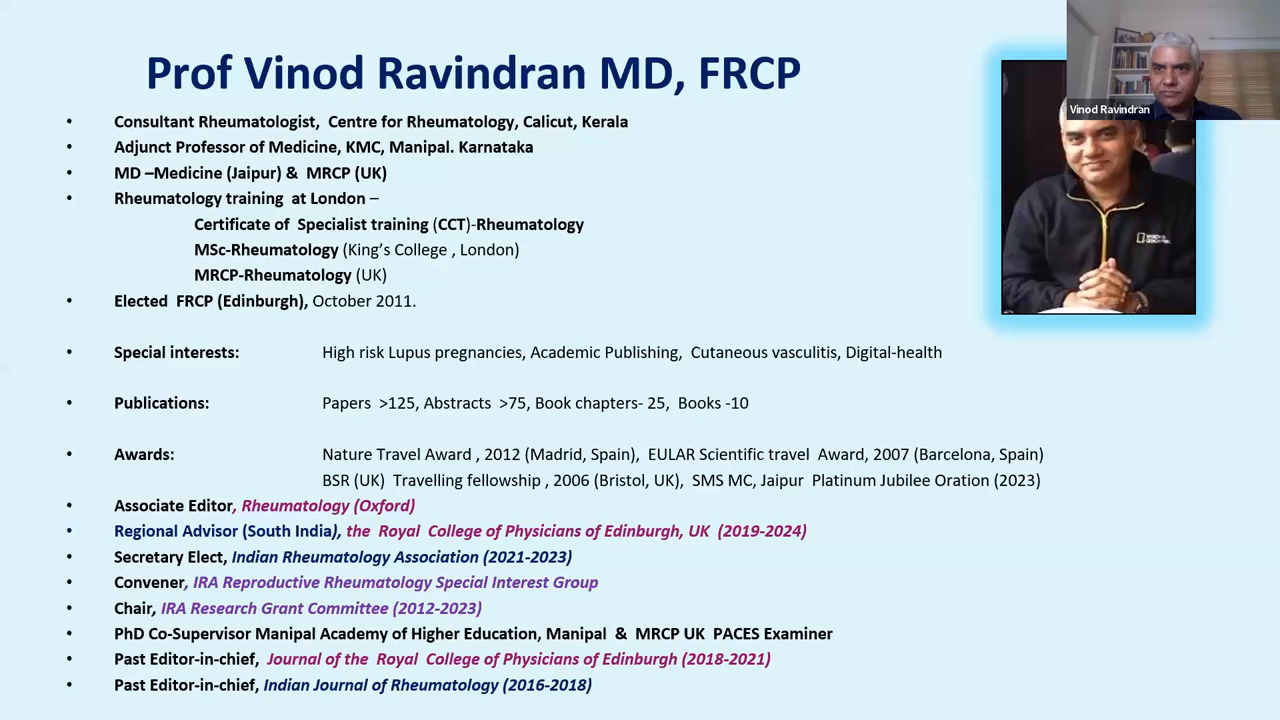 Prof Vinod Ravindran MD, FRCP
Vinod Ravindran
• Consultant Rheumatologist, Centre for Rhumatology, Calicut, Kerala
• Adjunct Professor of Medicine, KMC, Manipal. Karnataka
• MD –Medicine (Jaipur) & MRCP (UK)
• Rheumatology training at London –
Certificate of Specialist training (CCT)-Rheumatology
MSc-Rheumatology (King's College , London)
MRCP-Rheumatology (UK)
• Elected FRCP (Edinburgh), October 2011.
• Special interests: High risk Lupus pregnancies, Academic Publishing, Cutaneous vasculitis, Digital-health
• Publications: Papers >125, Abstracts >75, Book chapters- 25, Books -10
• Awards: Nature Travel Award , 2012 (Madrid, Spain), EULAR Scientific travel Award, 2007 (Barcelona, Spain)
BSR (UK) Travelling fellowship , 2006 (Bristol, UK), SMS MC, Jaipur Platinum Jubilee Oration (2023)
• Associate Editor, Rheumatology (Oxford)
• Regional Advisor (South India), the Royal College of Physicians of Edinburgh, UK (2019-2024)
• Secretary Elect, Indian Rheumatology Association (2021-2023)
• Convener, IRA Reproductive Rheumatology Special Interest Group
• Chair, IRA Research Grant Committee (2012-2023)
• PhD Co-Supervisor Manipal Academy of Higher Education, Manipal & MRCP UK PACES Examiner
• Past Editor-in-chief, Journal of the Royal College of Physicians of Edinburgh (2018-2021)
• Past Editor-in-chief, Indian Journal of Rheumatology (2016-2018)